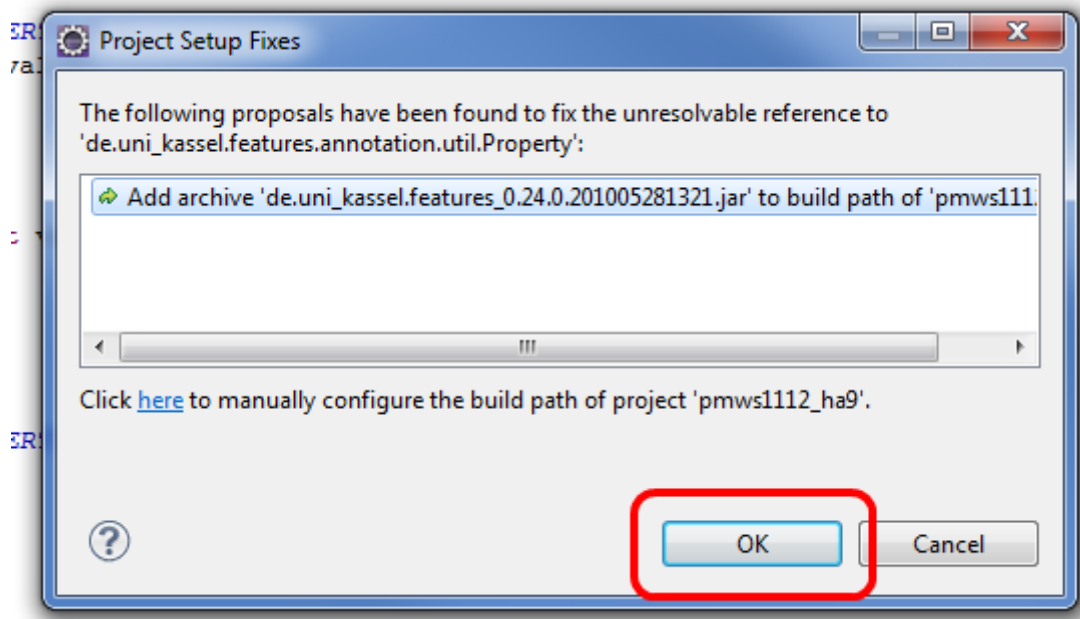 Project Setup Fixes
The following proposals have been found to fix the unresolvable reference to
'de.uni_kassel.features.annotation.util.Property':
Add archive 'de.uni_kassel.features_0.24.0.201005281321.jar' to build path of 'pmws111
Click here to manually configure the build path of project 'pmws1112_ha9'.
OK
Cancel